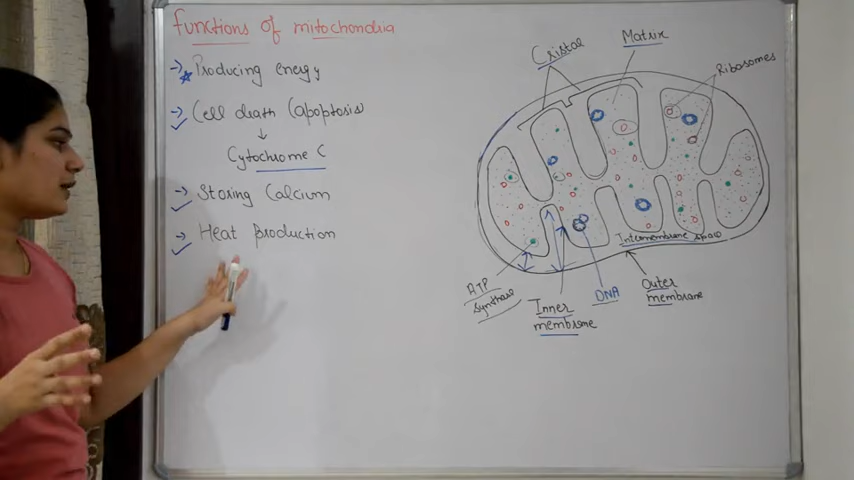 functions of mitochondria
→ Producing energy
→ Cell death (apoptosis)
↓
Cytochrome C
→ Storing Calcium
→ Heat production
Cristae
Matrix
Ribosomes
Intermembrane space
ATP
synthase
Inner
membrane
DNA
Outer
membrane